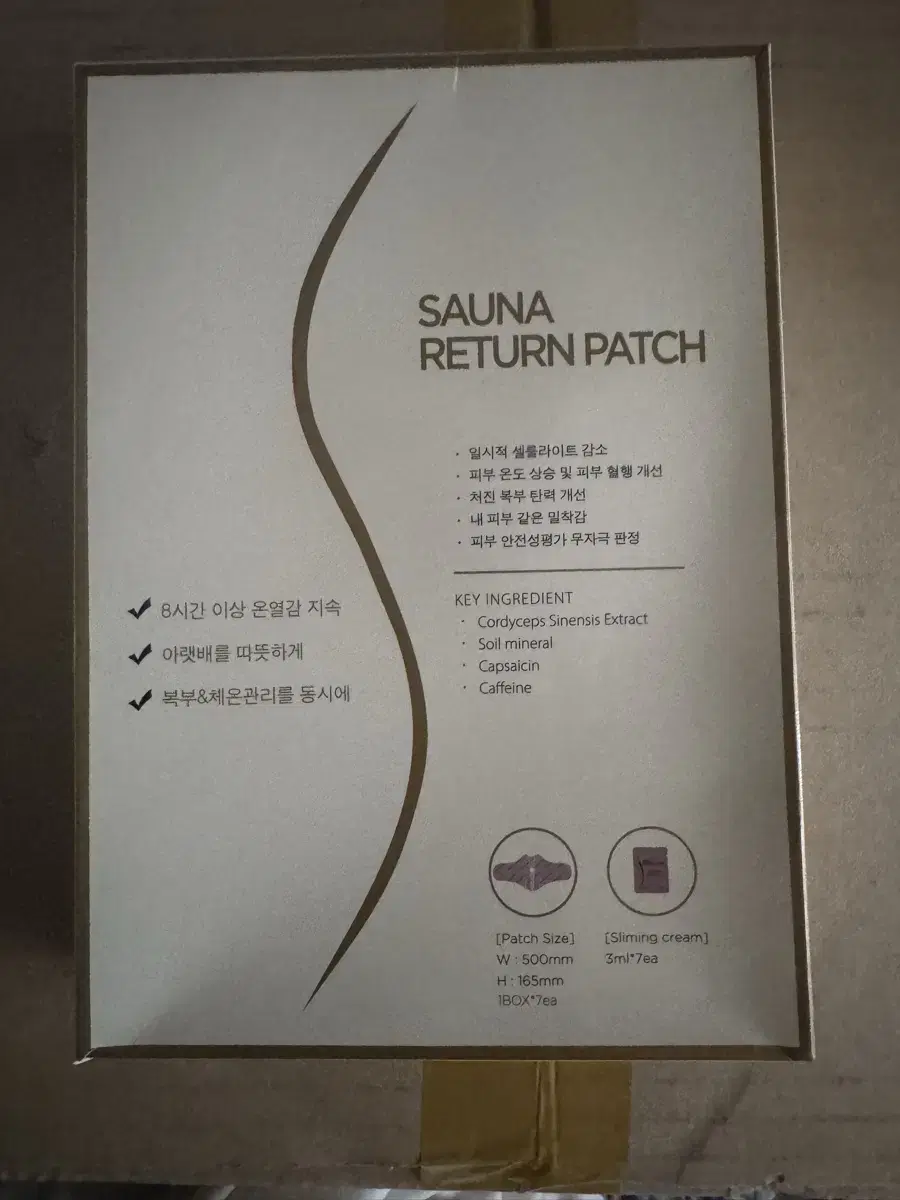 SAUNA
RETURN PATCH
· 일시적 셀룰라이트 감소
· 피부 온도 상승 및 피부 혈행 개선
· 처진 복부 탄력 개선
· 내 피부 같은 밀착감
· 피부 안전성평가 무자극 판정
KEY INGREDIENT
· Cordyceps Sinensis Extract
· Soil mineral
· Capsaicin
· Caffeine
✓ 8시간 이상 온열감 지속
✓ 아랫배를 따뜻하게
✓ 복부&체온관리를 동시에
[Patch Size]
W : 500mm
H : 165mm
1BOX*7ea
[Sliming cream]
3ml*7ea